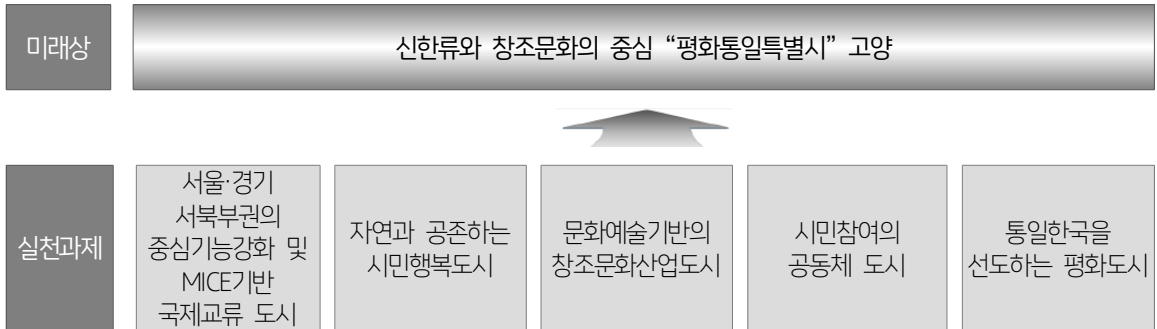 미래상
신한류와 창조문화의 중심 “평화통일특별시” 고양
실천과제
서울·경기
서북부권의
중심기능강화 및
MICE기반
국제교류 도시
자연과 공존하는
시민행복도시
문화예술기반의
창조문화산업도시
시민참여의
공동체 도시
통일한국을
선도하는 평화도시